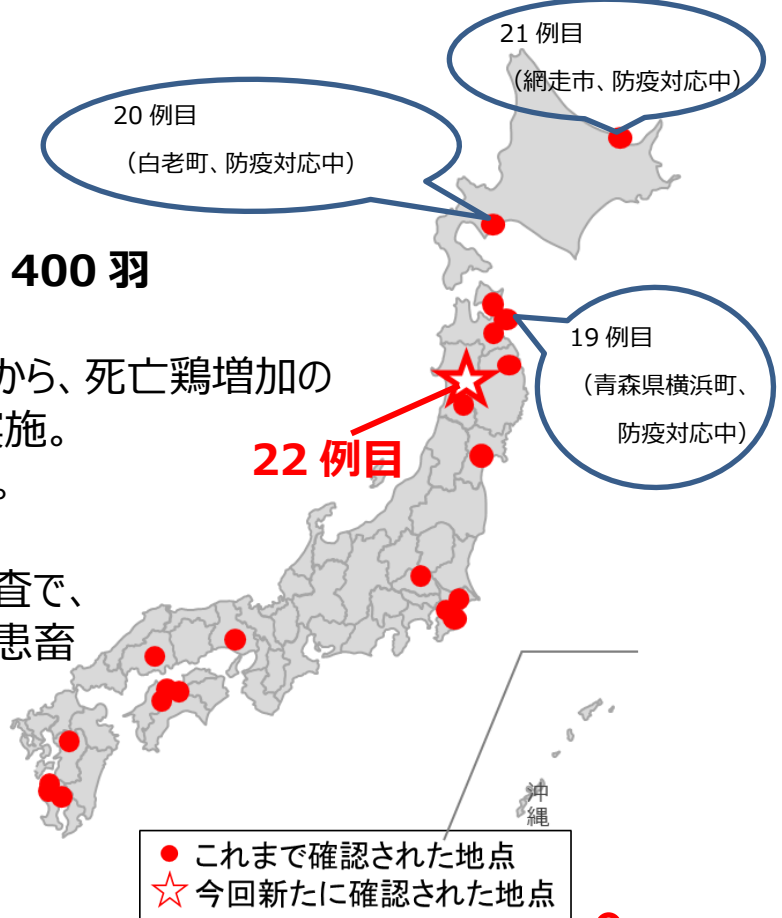 21 例目
（網走市、防疫対応中）
20 例目
（白老町、防疫対応中）
400 羽
から、死亡鶏増加の
19 例目
（青森県横浜町、
防疫対応中）
施。
22 例目
。
査で、
患畜
沖
縄
● これまで確認された地点
☆ 今回新たに確認された地点